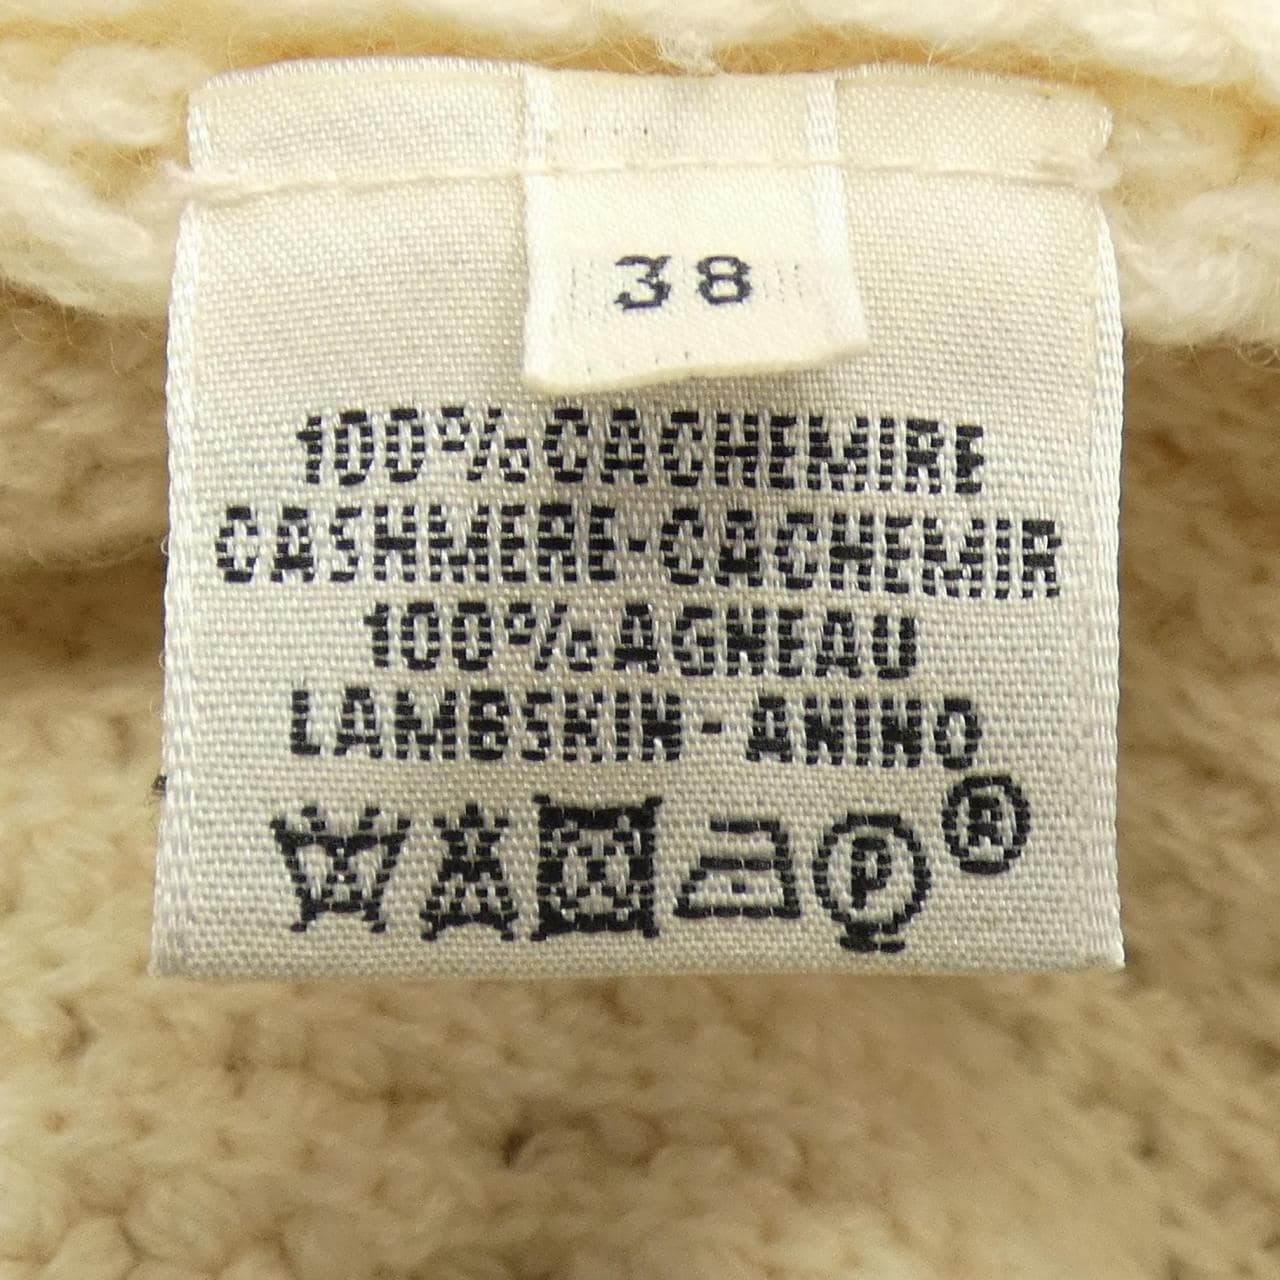 38
100% CACHEMIRE
CASHMERE-CACHEMIR
100% AGNEAU
LAMBSKIN - ANINO
P ®